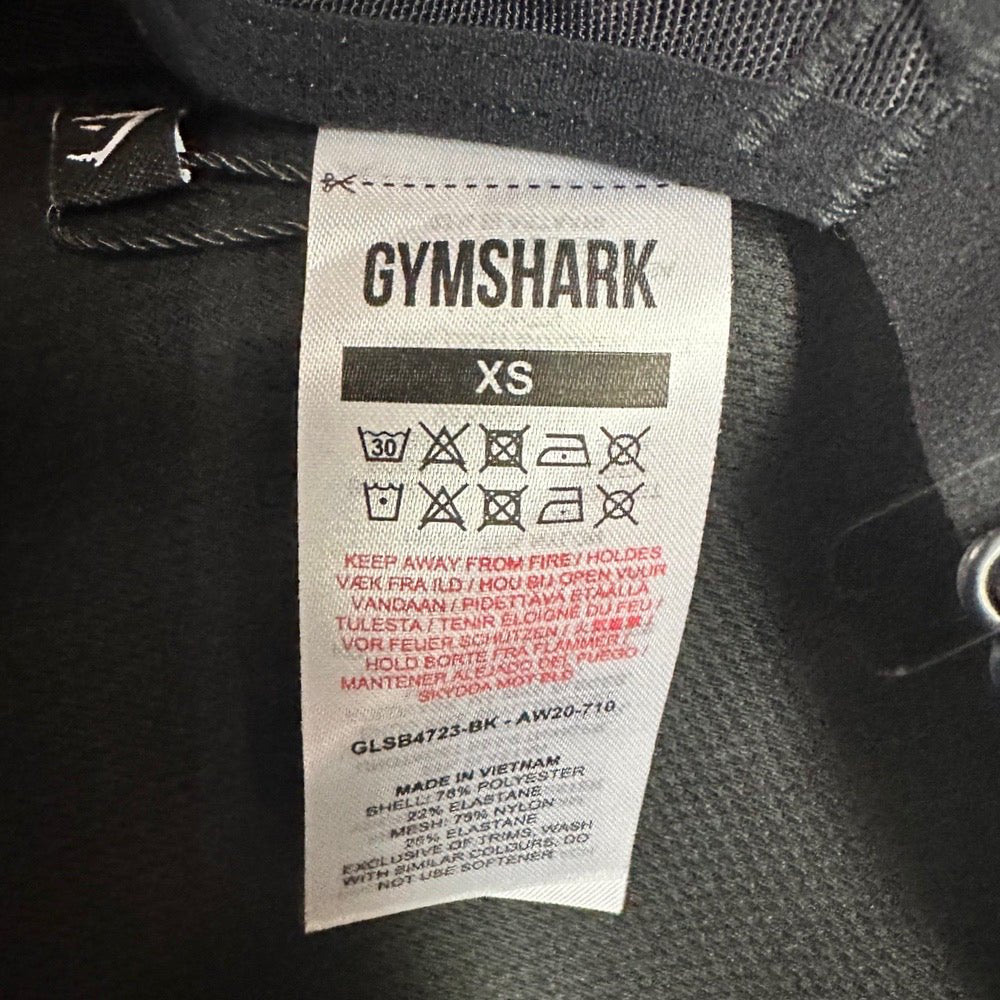 GYMSHARK
XS
30
KEEP AWAY FROM FIRE / HOLDES
VÆK FRA ILD / HOU BIJ OPEN VUUR
VANDAAN / PIDETTÄVÄ ETÄÄLLÄ
TULESTA / TENIR ÉLOIGNÉ DU FEU /
VOR FEUER SCHÜTZEN /
HOLD BORTE FRA FLAMMER /
MANTENER ALEJADO DEL FUEGO /
SKYDDA MOT ELD
GLSB4723-BK - AW20-710
MADE IN VIETNAM
SHELL: 78% POLYESTER
22% ELASTANE
MESH: 75% NYLON
25% ELASTANE
EXCLUSIVE OF TRIMS, WASH
WITH SIMILAR COLOURS, DO
NOT USE SOFTENER